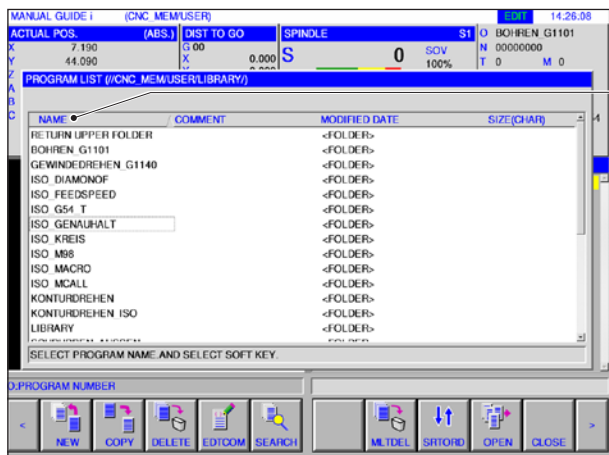 MANUAL GUIDE i (CNC_MEM/USER) EDIT 14:26:08
ACTUAL POS. (ABS.) DIST TO GO SPINDLE S1 O BOHREN_G1101
X 7.190 G 00 S 0 SOV N 00000000
Y 44.090 X 0.000 100% T 0 M 0
Z PROGRAM LIST (//CNC_MEM/USER/LIBRARY/)
A
B
C NAME COMMENT MODIFIED DATE SIZE(CHAR)
RETURN UPPER FOLDER <FOLDER>
BOHREN_G1101 <FOLDER>
GEWINDEDREHEN_G1140 <FOLDER>
ISO_DIAMONOF <FOLDER>
ISO_FEEDSPEED <FOLDER>
ISO_G54_T <FOLDER>
ISO_GENAUHALT <FOLDER>
ISO_KREIS <FOLDER>
ISO_M98 <FOLDER>
ISO_MACRO <FOLDER>
ISO_MCALL <FOLDER>
KONTURDREHEN <FOLDER>
KONTURDREHEN_ISO <FOLDER>
LIBRARY <FOLDER>
SELECT PROGRAM NAME.AND SELECT SOFT KEY.
O:PROGRAM NUMBER
< NEW COPY DELETE EDTCOM SEARCH MLTDEL SRTORD OPEN CLOSE >